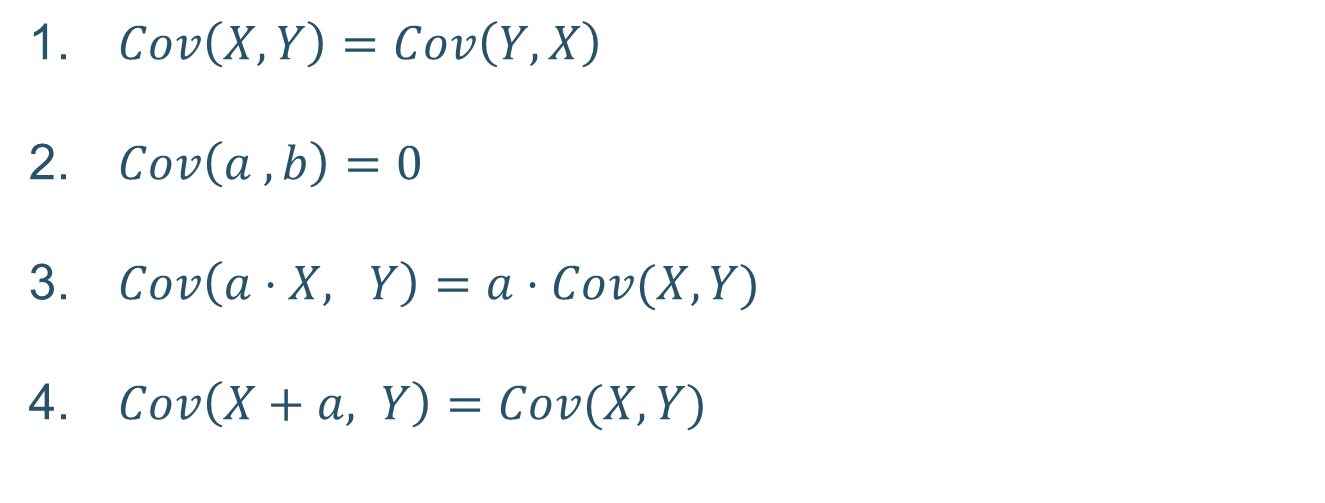 1. Cov(X,Y) = Cov(Y,X)
2. Cov(a ,b) = 0
3. Cov(a · X, Y) = a · Cov(X,Y)
4. Cov(X + a, Y) = Cov(X,Y)